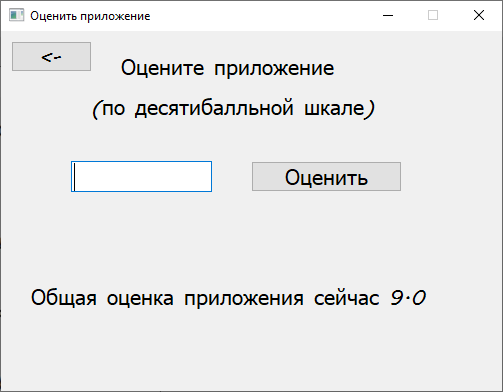 Оценить приложение
<-
Оцените приложение
(по десятибалльной шкале)
Оценить
Общая оценка приложения сейчас 9.0